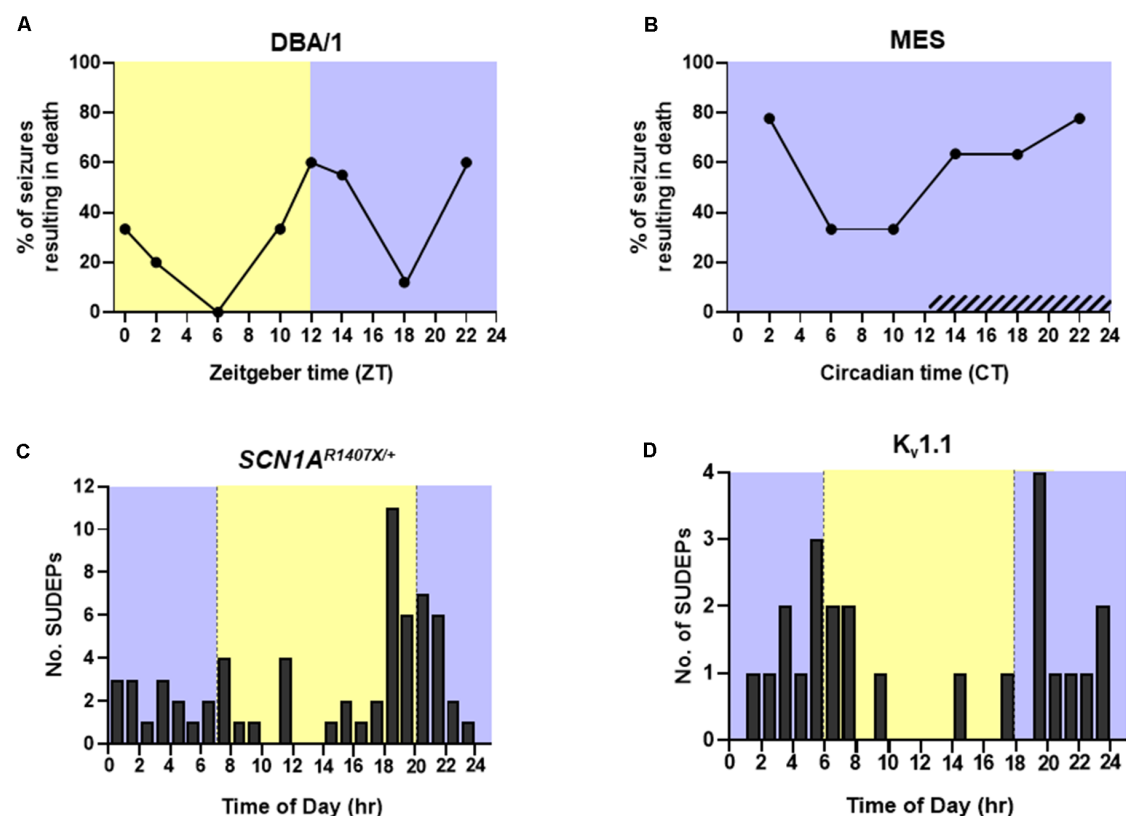 A
DBA/1
% of seizures
resulting in death
100
80
60
40
20
0
0 2 4 6 8 10 12 14 16 18 20 22 24
Zeitgeber time (ZT)
B
MES
% of seizures
resulting in death
100
80
60
40
20
0
0 2 4 6 8 10 12 14 16 18 20 22 24
Circadian time (CT)
C
SCN1A^R1407X/+
No. SUDEPs
12
10
8
6
4
2
0
0 2 4 6 8 10 12 14 16 18 20 22 24
Time of Day (hr)
D
Kv1.1
No. of SUDEPs
4
3
2
1
0
0 2 4 6 8 10 12 14 16 18 20 22 24
Time of Day (hr)